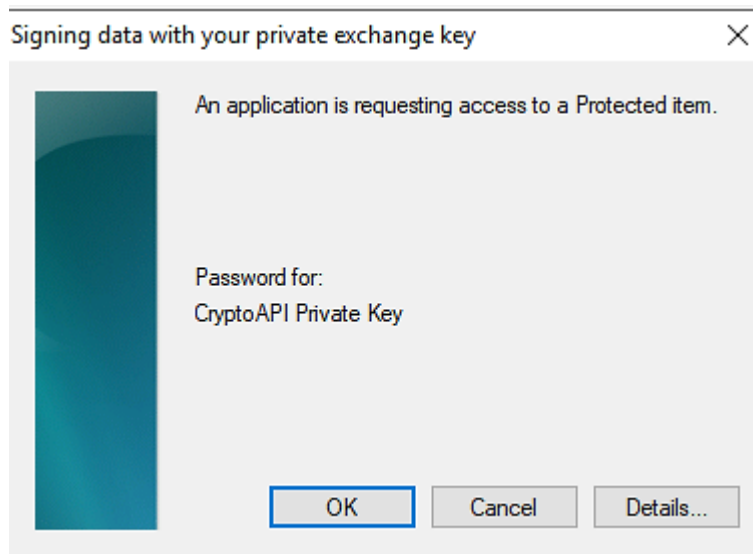 Signing data with your private exchange key
An application is requesting access to a Protected item.
Password for:
CryptoAPI Private Key
OK
Cancel
Details...